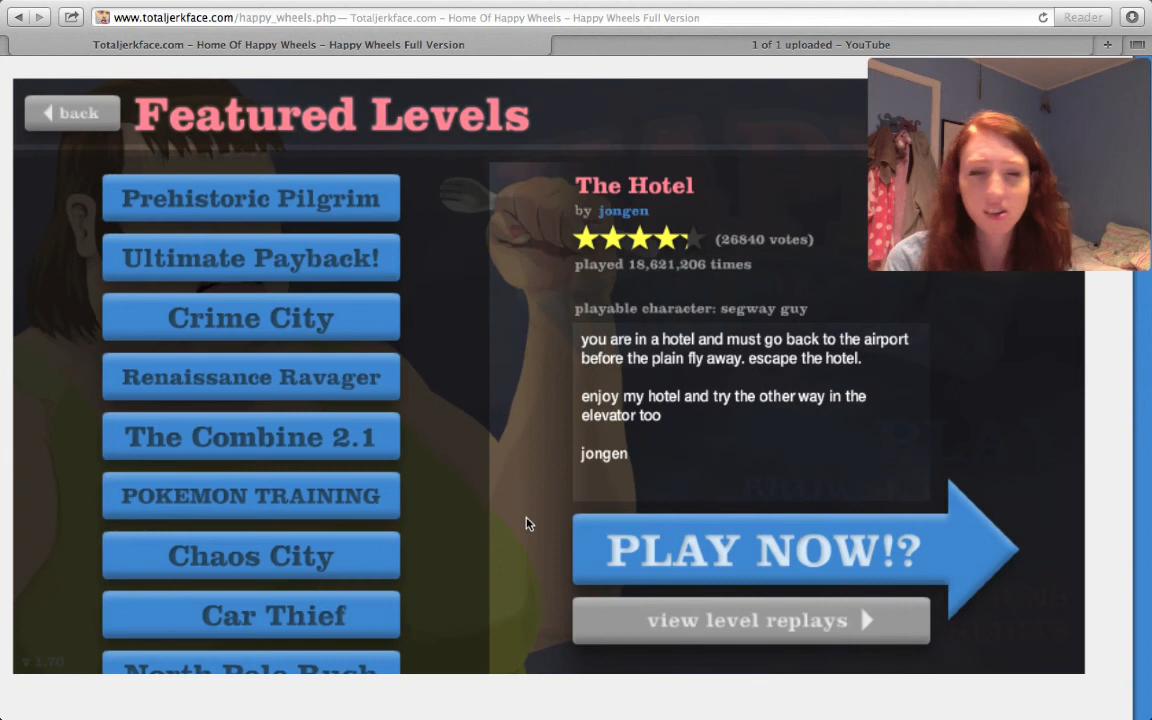 www.totaljerkface.com/happy_wheels.php — Totaljerkface.com – Home Of Happy Wheels – Happy Wheels Full Version
Reader
Totaljerkface.com – Home Of Happy Wheels – Happy Wheels Full Version
1 of 1 uploaded – YouTube
back
Featured Levels
Prehistoric Pilgrim
Ultimate Payback!
Crime City
Renaissance Ravager
The Combine 2.1
POKEMON TRAINING
Chaos City
Car Thief
North Pole Rush
The Hotel
by jongen
(26840 votes)
played 18,621,206 times
playable character: segway guy
you are in a hotel and must go back to the airport
before the plain fly away. escape the hotel.
enjoy my hotel and try the other way in the
elevator too
jongen
PLAY NOW!?
view level replays
v 1.70